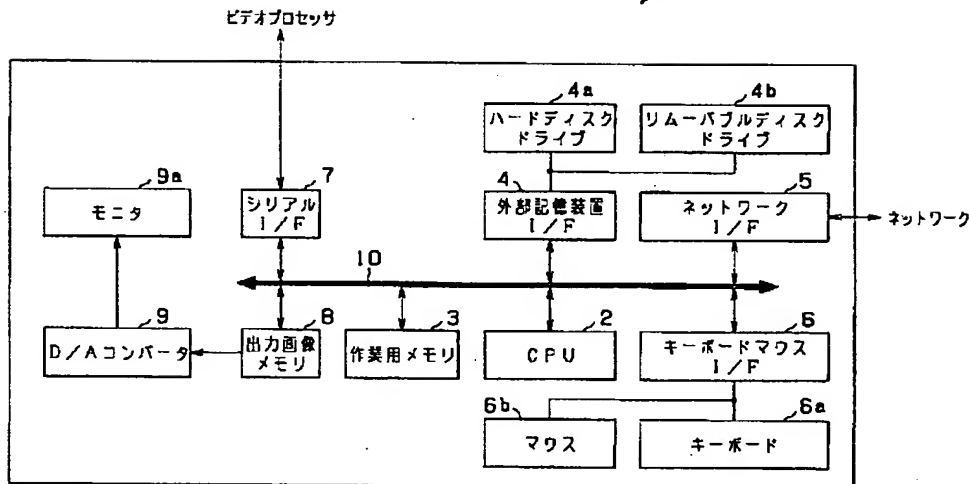 ビデオプロセッサ
4a
4b
ハードディスク
ドライブ
リムーバブルディスク
ドライブ
9a
モニタ
7
シリアル
I/F
4
外部記憶装置
I/F
5
ネットワーク
I/F
ネットワーク
10
9
D/Aコンバータ
8
出力画像
メモリ
3
作業用メモリ
2
CPU
6
キーボードマウス
I/F
6b
マウス
6a
キーボード